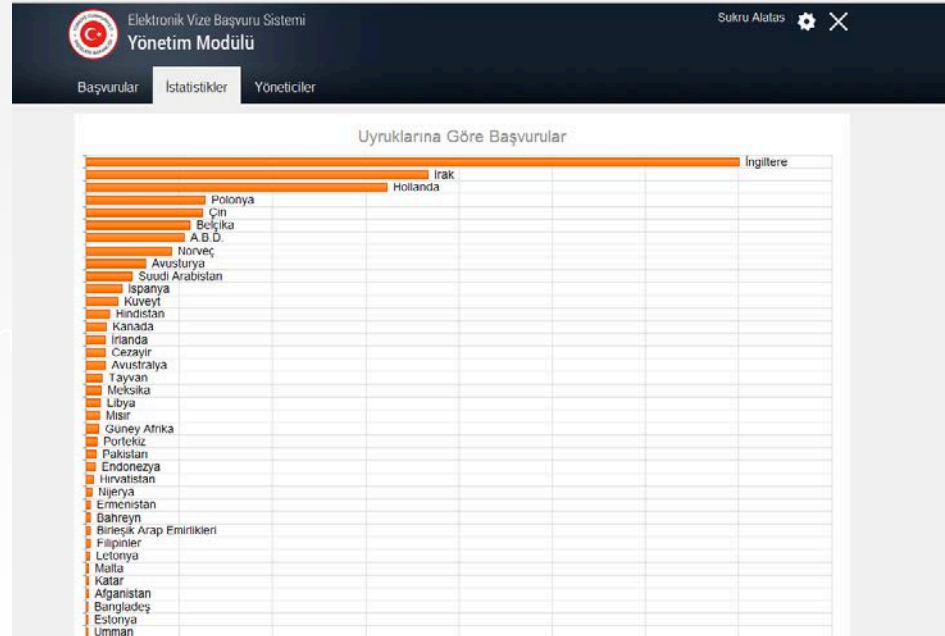 Elektronik Vize Başvuru Sistemi
Yönetim Modülü
Sukru Alatas
Başvurular İstatistikler Yöneticiler
Uyruklarına Göre Başvurular
İngiltere
Irak
Hollanda
Polonya
Çin
Belçika
A.B.D.
Norveç
Avusturya
Suudi Arabistan
İspanya
Kuveyt
Hindistan
Kanada
İrlanda
Cezayir
Avustralya
Tayvan
Meksika
Libya
Mısır
Güney Afrika
Portekiz
Pakistan
Endonezya
Hırvatistan
Nijerya
Ermenistan
Bahreyn
Birleşik Arap Emirlikleri
Filipinler
Letonya
Malta
Katar
Afganistan
Bangladeş
Estonya
Umman